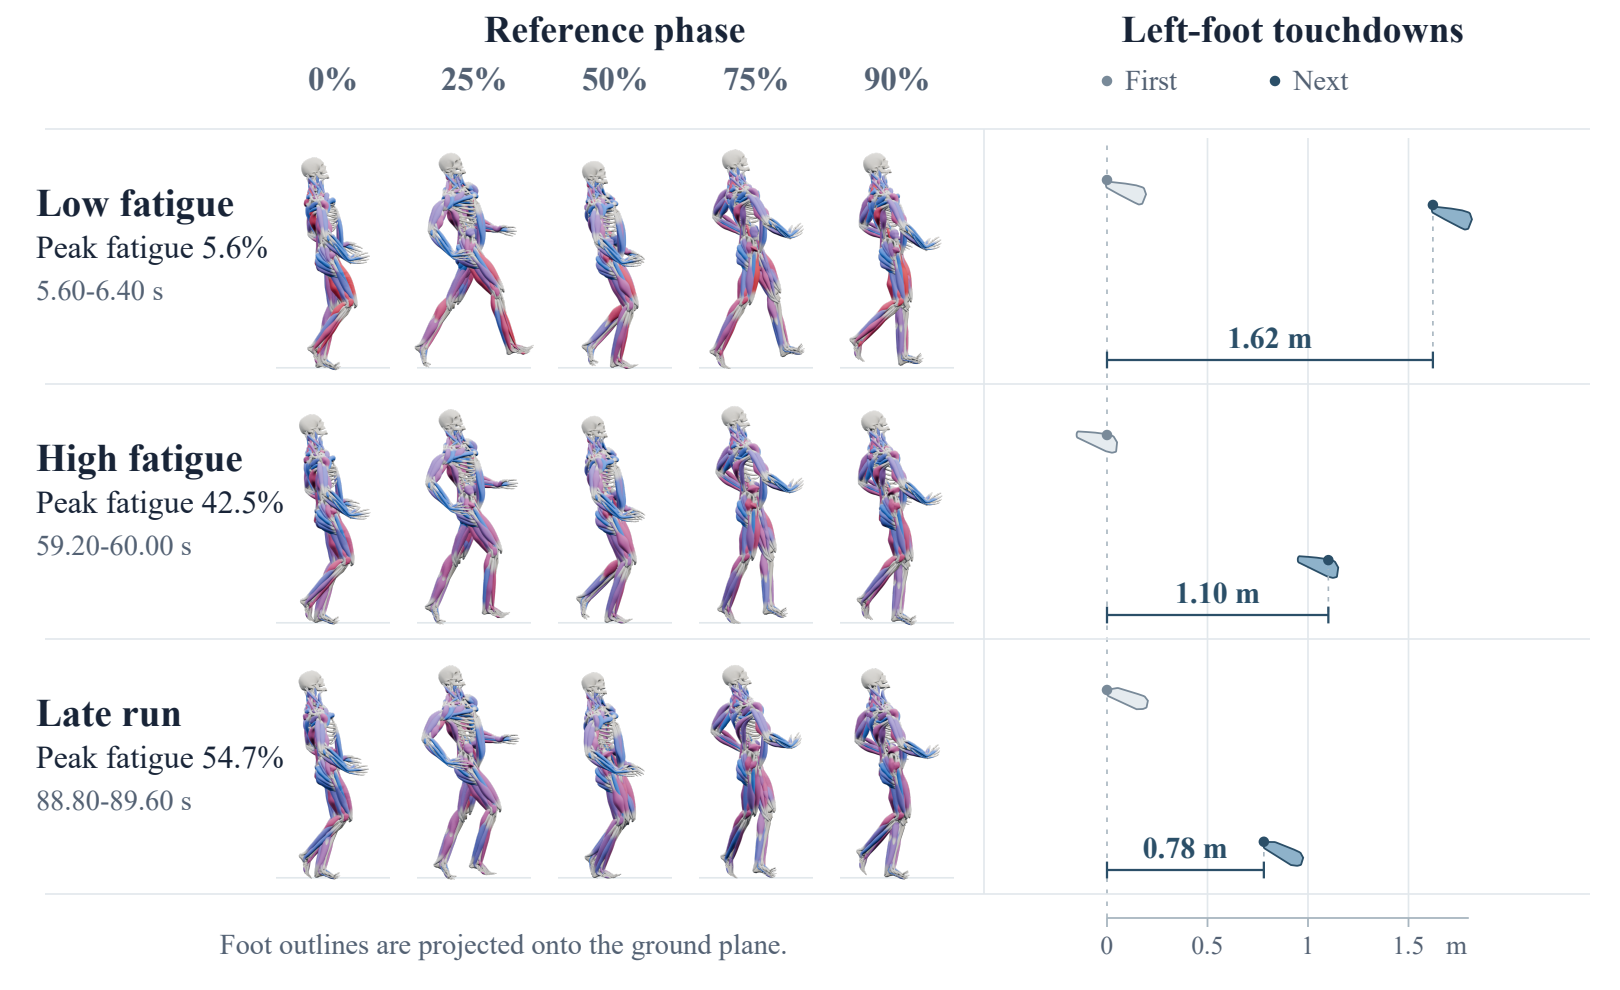 Reference phase
Left-foot touchdowns
0% 25% 50% 75% 90%
First Next
Low fatigue
Peak fatigue 5.6%
5.60-6.40 s
1.62 m
High fatigue
Peak fatigue 42.5%
59.20-60.00 s
1.10 m
Late run
Peak fatigue 54.7%
88.80-89.60 s
0.78 m
Foot outlines are projected onto the ground plane.
0 0.5 1 1.5 m